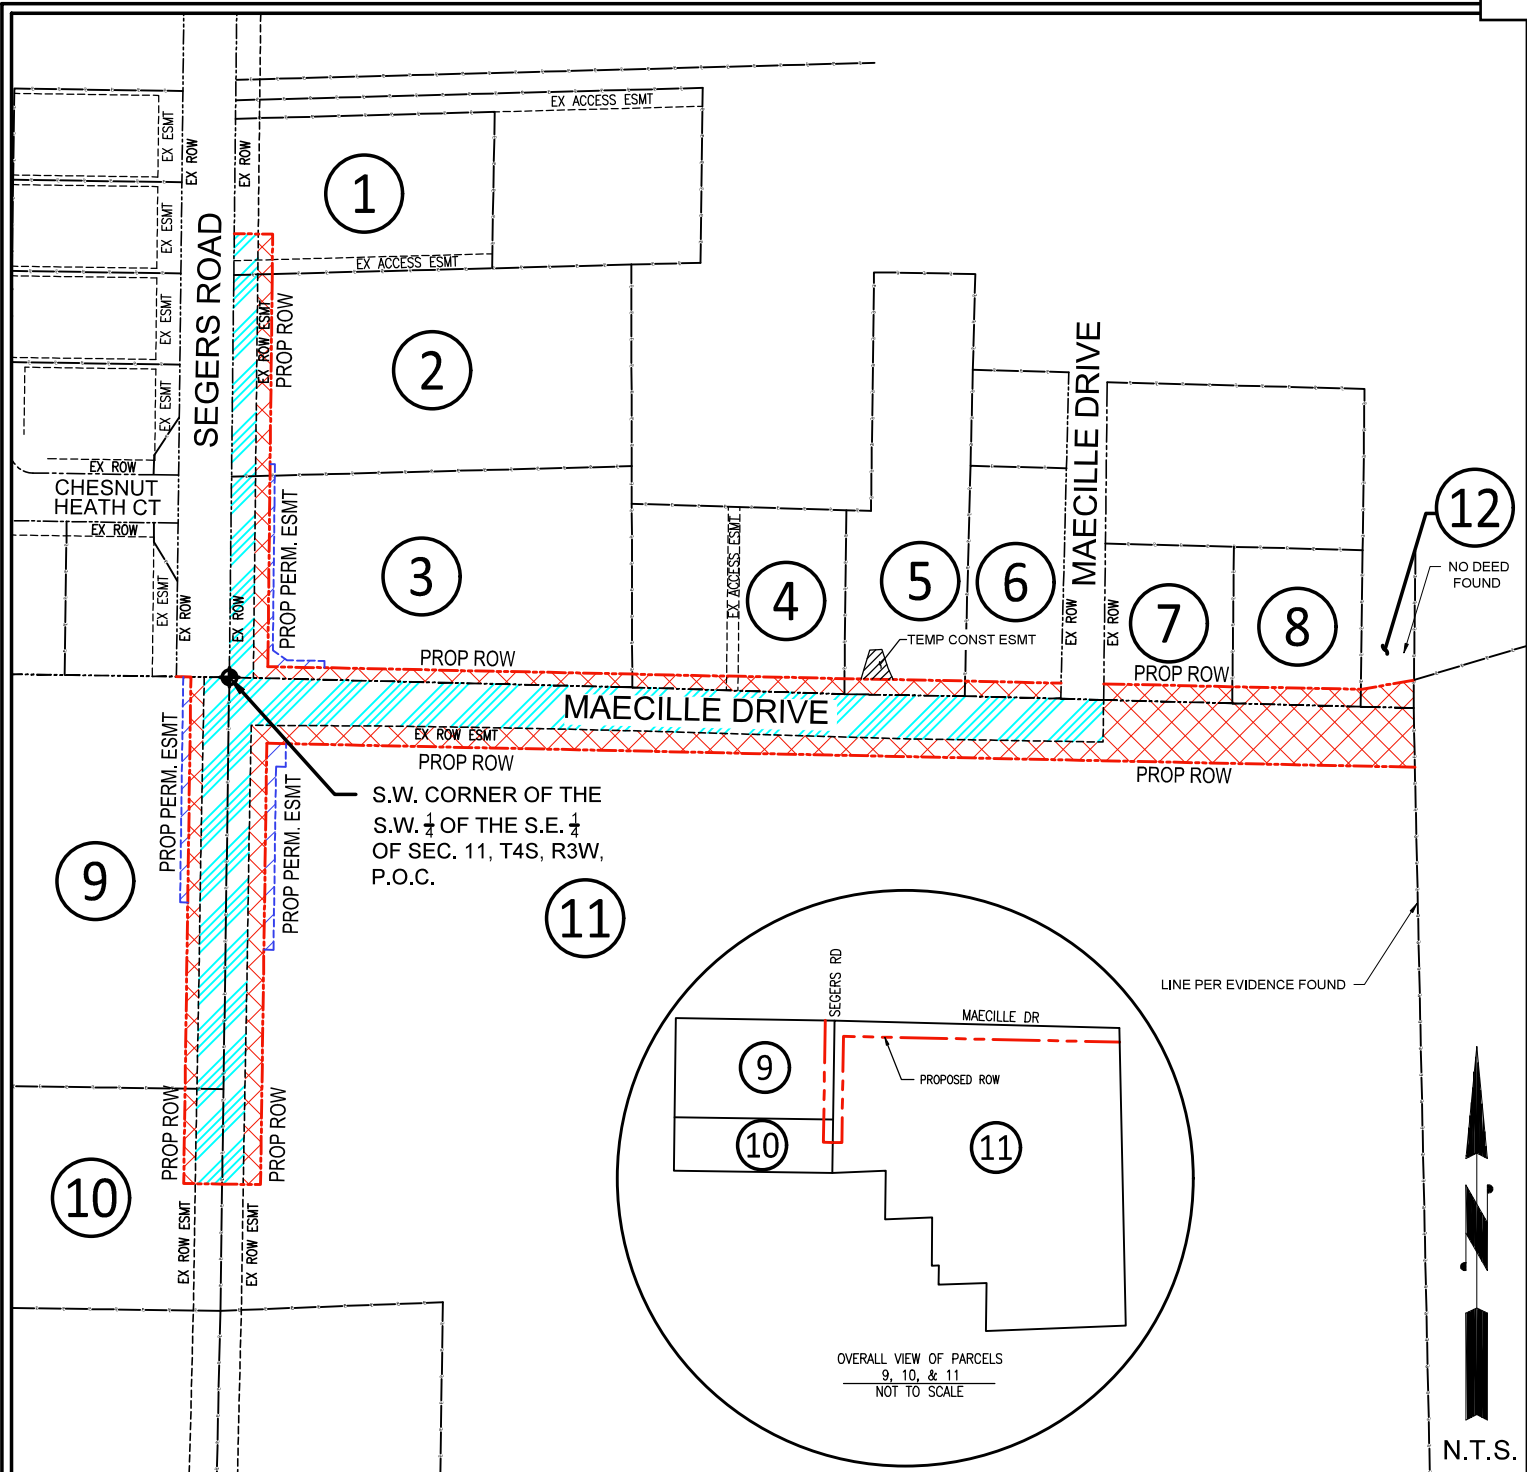 EX ACCESS ESMT
EX ESMT
EX ROW
EX ROW
1
EX ESMT
SEGERS ROAD
EX ACCESS ESMT
EX ESMT
EX ROW ESMT
PROP ROW
2
MAECILLE DRIVE
EX ESMT
EX ROW
CHESNUT
HEATH CT
EX ROW
12
NO DEED
FOUND
PROP PERM. ESMT
3
EX ACCESS ESMT
4
5
6
7
8
EX ESMT
EX ROW
EX ROW
EX ROW
EX ROW
TEMP CONST ESMT
PROP ROW
PROP ROW
MAECILLE DRIVE
EX ROW ESMT
PROP ROW
PROP ROW
PROP PERM. ESMT
PROP PERM. ESMT
S.W. CORNER OF THE
S.W. 1/4 OF THE S.E. 1/4
OF SEC. 11, T4S, R3W,
P.O.C.
9
11
LINE PER EVIDENCE FOUND
SEGERS RD
MAECILLE DR
9
PROPOSED ROW
10
11
PROP ROW
PROP ROW
10
EX ROW ESMT
EX ROW ESMT
OVERALL VIEW OF PARCELS
9, 10, & 11
NOT TO SCALE
N
N.T.S.